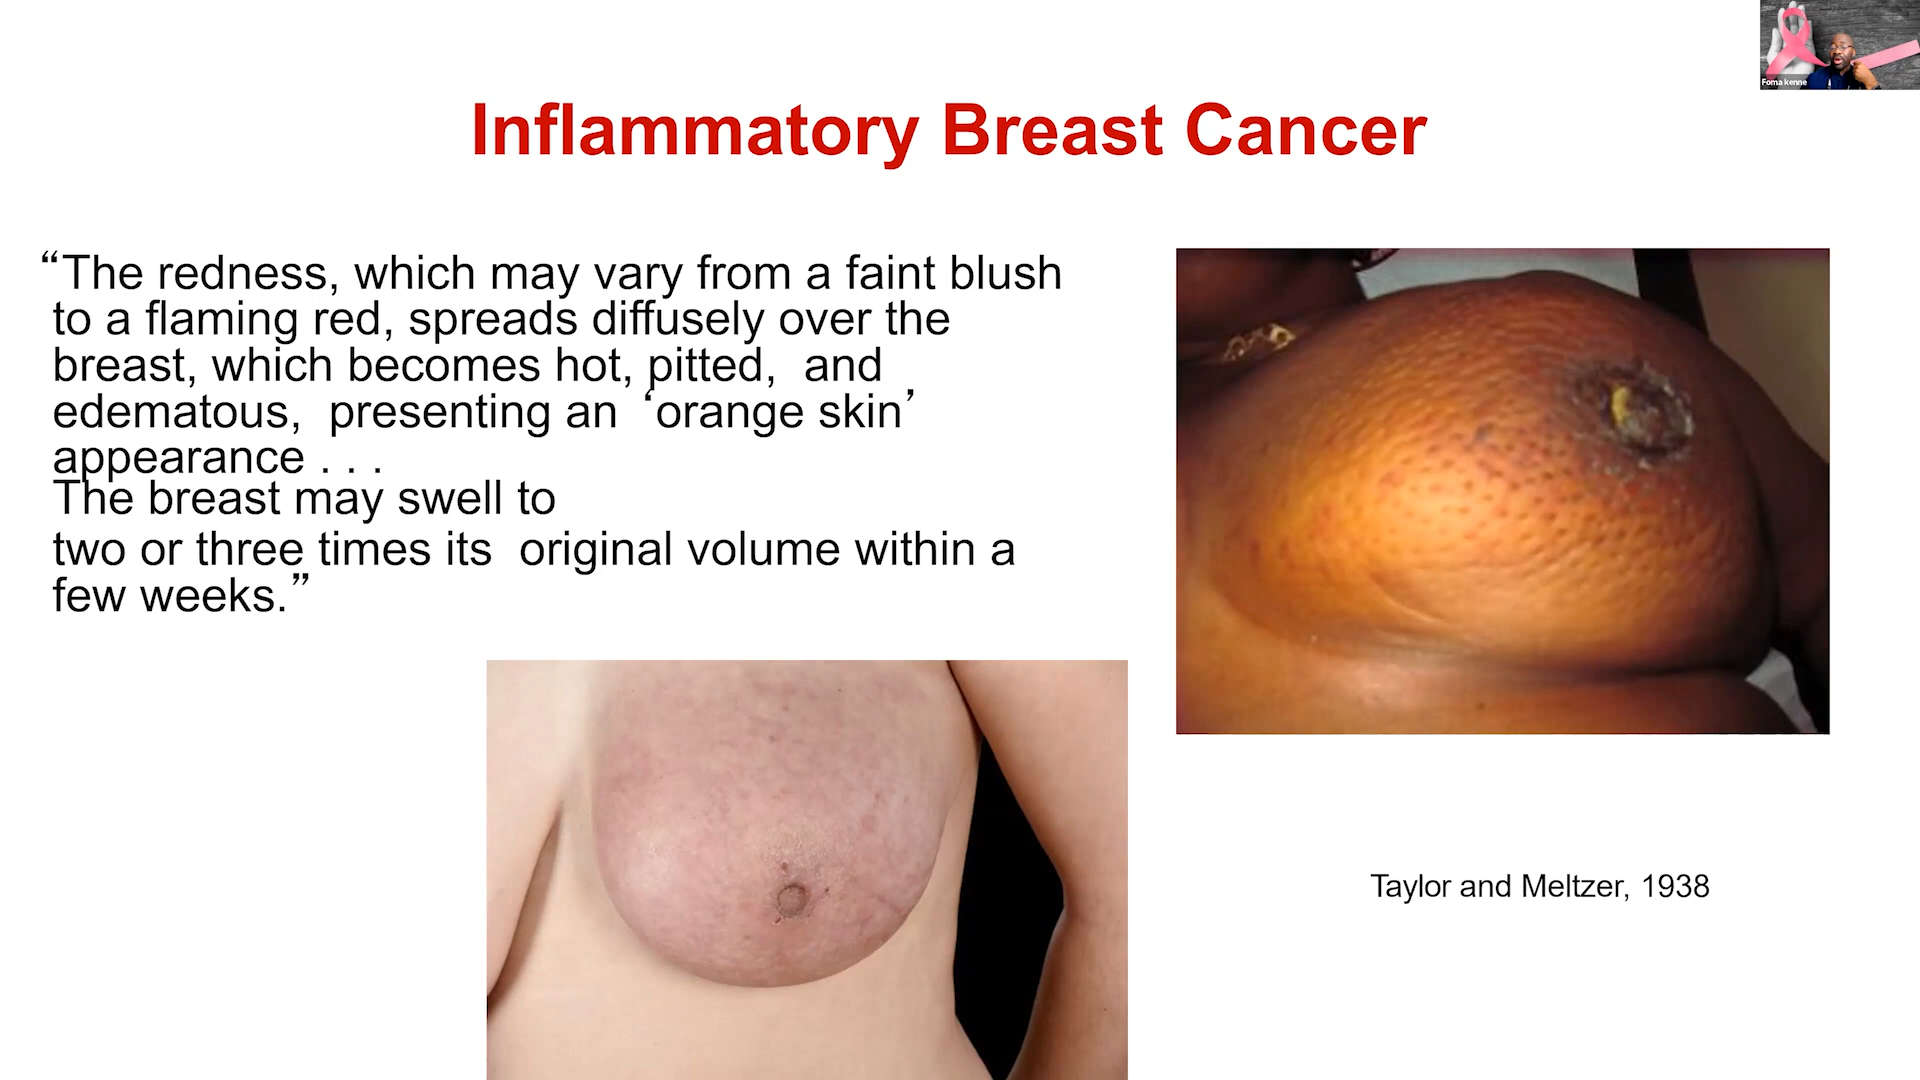 Foma kenne
Inflammatory Breast Cancer
“The redness, which may vary from a faint blush
to a flaming red, spreads diffusely over the
breast, which becomes hot, pitted, and
edematous, presenting an ‘orange skin’
appearance . . .
The breast may swell to
two or three times its original volume within a
few weeks.”
Taylor and Meltzer, 1938